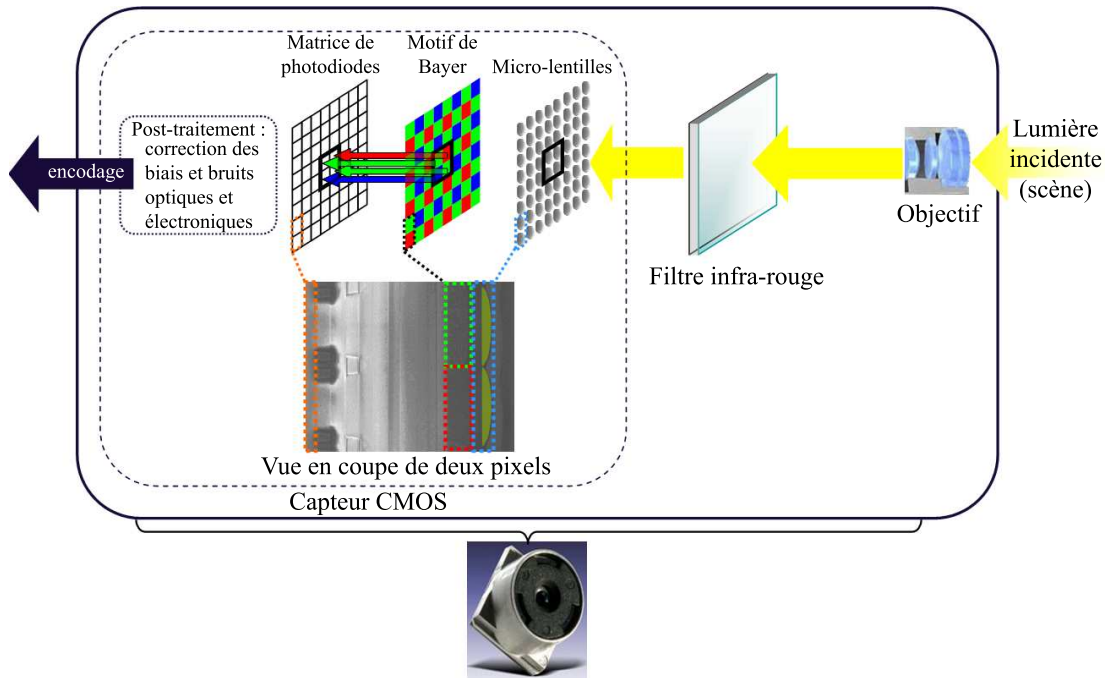 Matrice de
photodiodes
Motif de
Bayer
Micro-lentilles
Post-traitement :
correction des
biais et bruits
optiques et
électroniques
encodage
Lumière
incidente
(scène)
Objectif
Filtre infra-rouge
Vue en coupe de deux pixels
Capteur CMOS